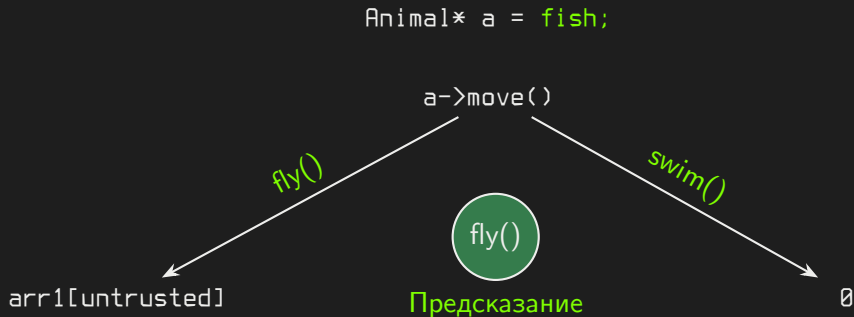 Animal* a = fish;
a->move()
fly()
swim()
fly()
arr1[untrusted]
Предсказание
0